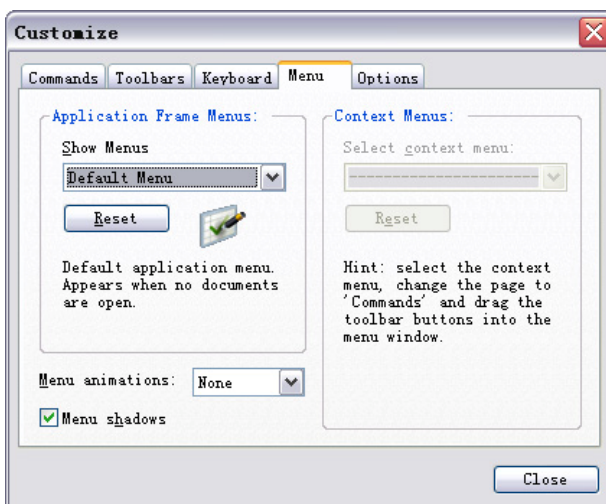 Customize
Commands Toolbars Keyboard Menu Options
Application Frame Menus:
Show Menus
Default Menu
Reset
Default application menu.
Appears when no documents
are open.
Context Menus:
Select context menu:
Reset
Hint: select the context
menu, change the page to
'Commands' and drag the
toolbar buttons into the
menu window.
Menu animations: None
Menu shadows
Close